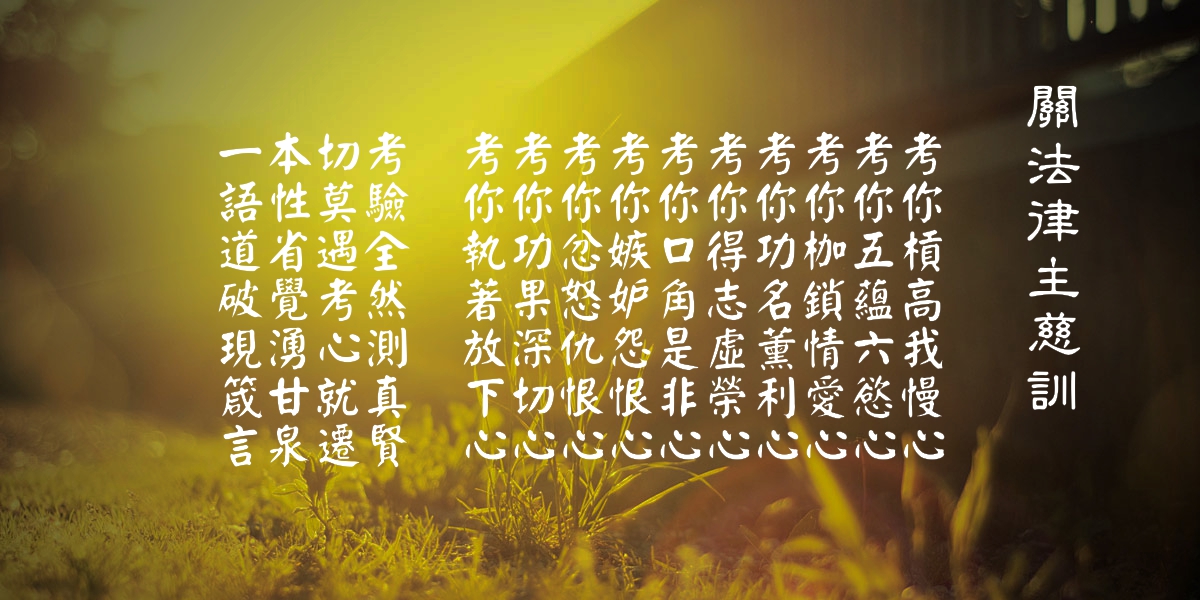 關法律主慈訓
考你槓高我慢心
考你五蘊六慾心
考你枷鎖情愛心
考你功名薰利心
考你得志虛榮心
考你口角是非心
考你嫉妒怨恨心
考你忿怒仇恨心
考你功果深切心
考你執著放下心
考驗全然測真賢
切莫遇考心就遷
本性省覺湧甘泉
一語道破現箴言